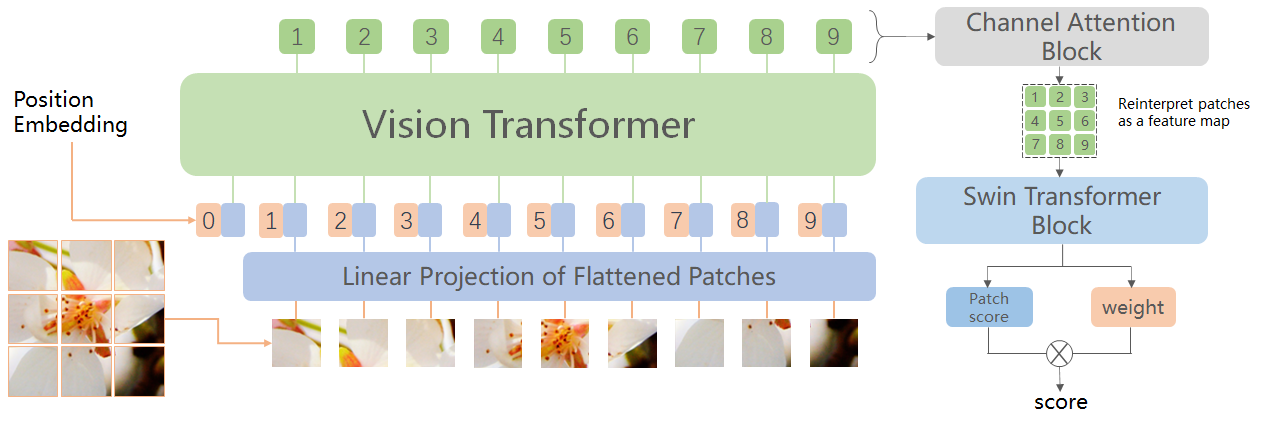 1 2 3 4 5 6 7 8 9
Channel Attention
Block
Position
Embedding
Vision Transformer
1 2 3
4 5 6
7 8 9
Reinterpret patches
as a feature map
0 1 2 3 4 5 6 7 8 9
Swin Transformer
Block
Linear Projection of Flattened Patches
Patch
score
weight
score